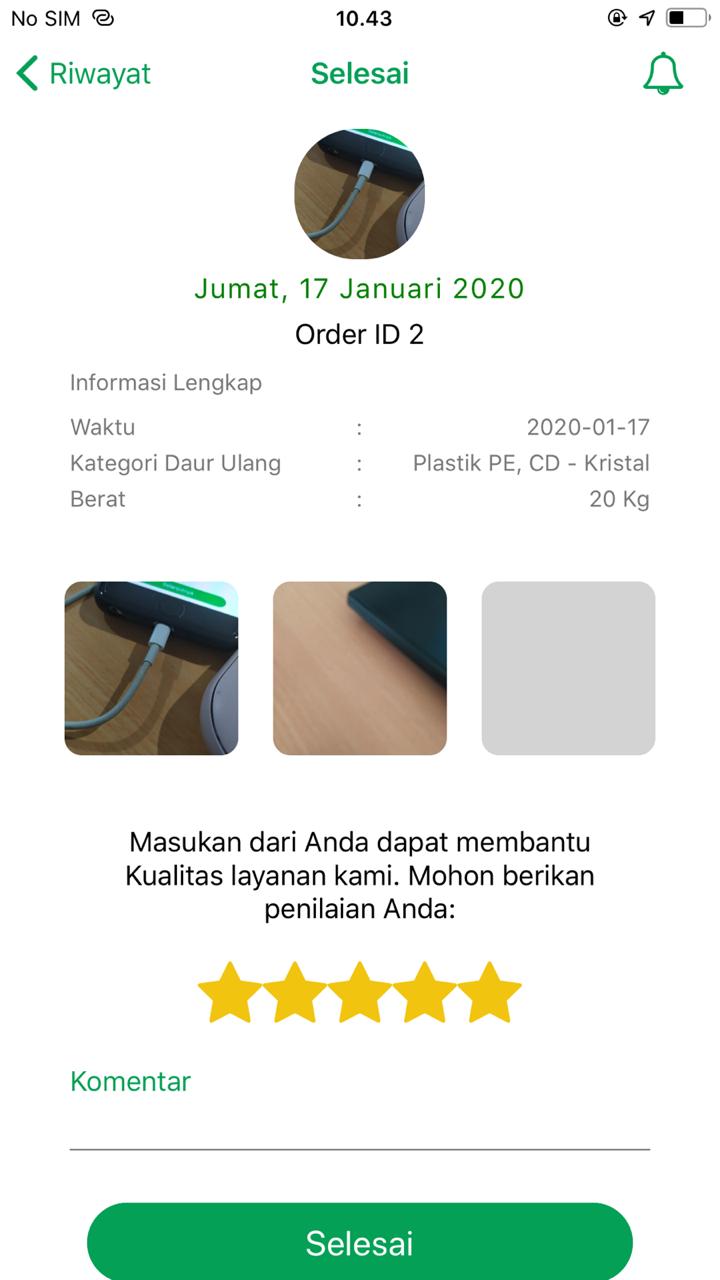 No SIM 10.43
Riwayat Selesai
Jumat, 17 Januari 2020
Order ID 2
Informasi Lengkap
Waktu : 2020-01-17
Kategori Daur Ulang : Plastik PE, CD - Kristal
Berat : 20 Kg
Masukan dari Anda dapat membantu
Kualitas layanan kami. Mohon berikan
penilaian Anda:
Komentar
Selesai